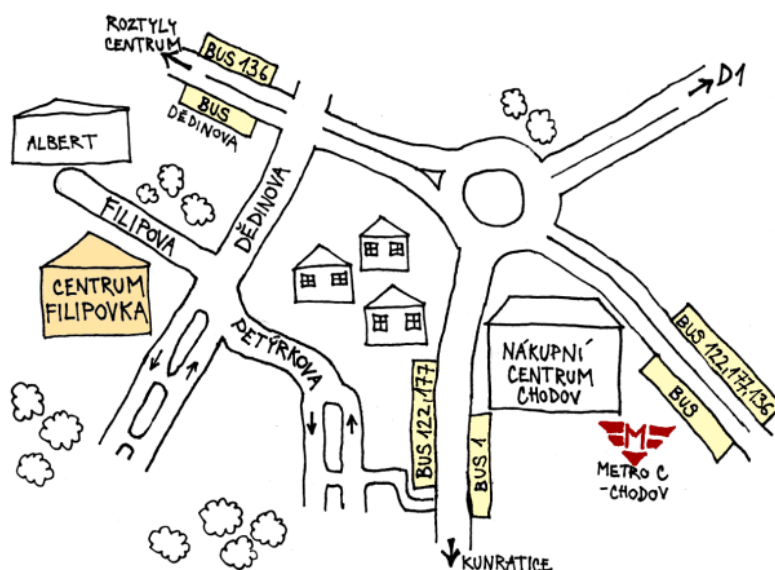 ROZTYLY
CENTRUM
BUS 136
BUS
DĚDINOVA
D1
ALBERT
FILIPOVA
DĚDINOVA
CENTRUM
FILIPOVKA
PETÝRKOVA
NÁKUPNÍ
CENTRUM
CHODOV
BUS 122,177,136
BUS
BUS 122,177
BUS 1
M
METRO C
-CHODOV
KUNRATICE